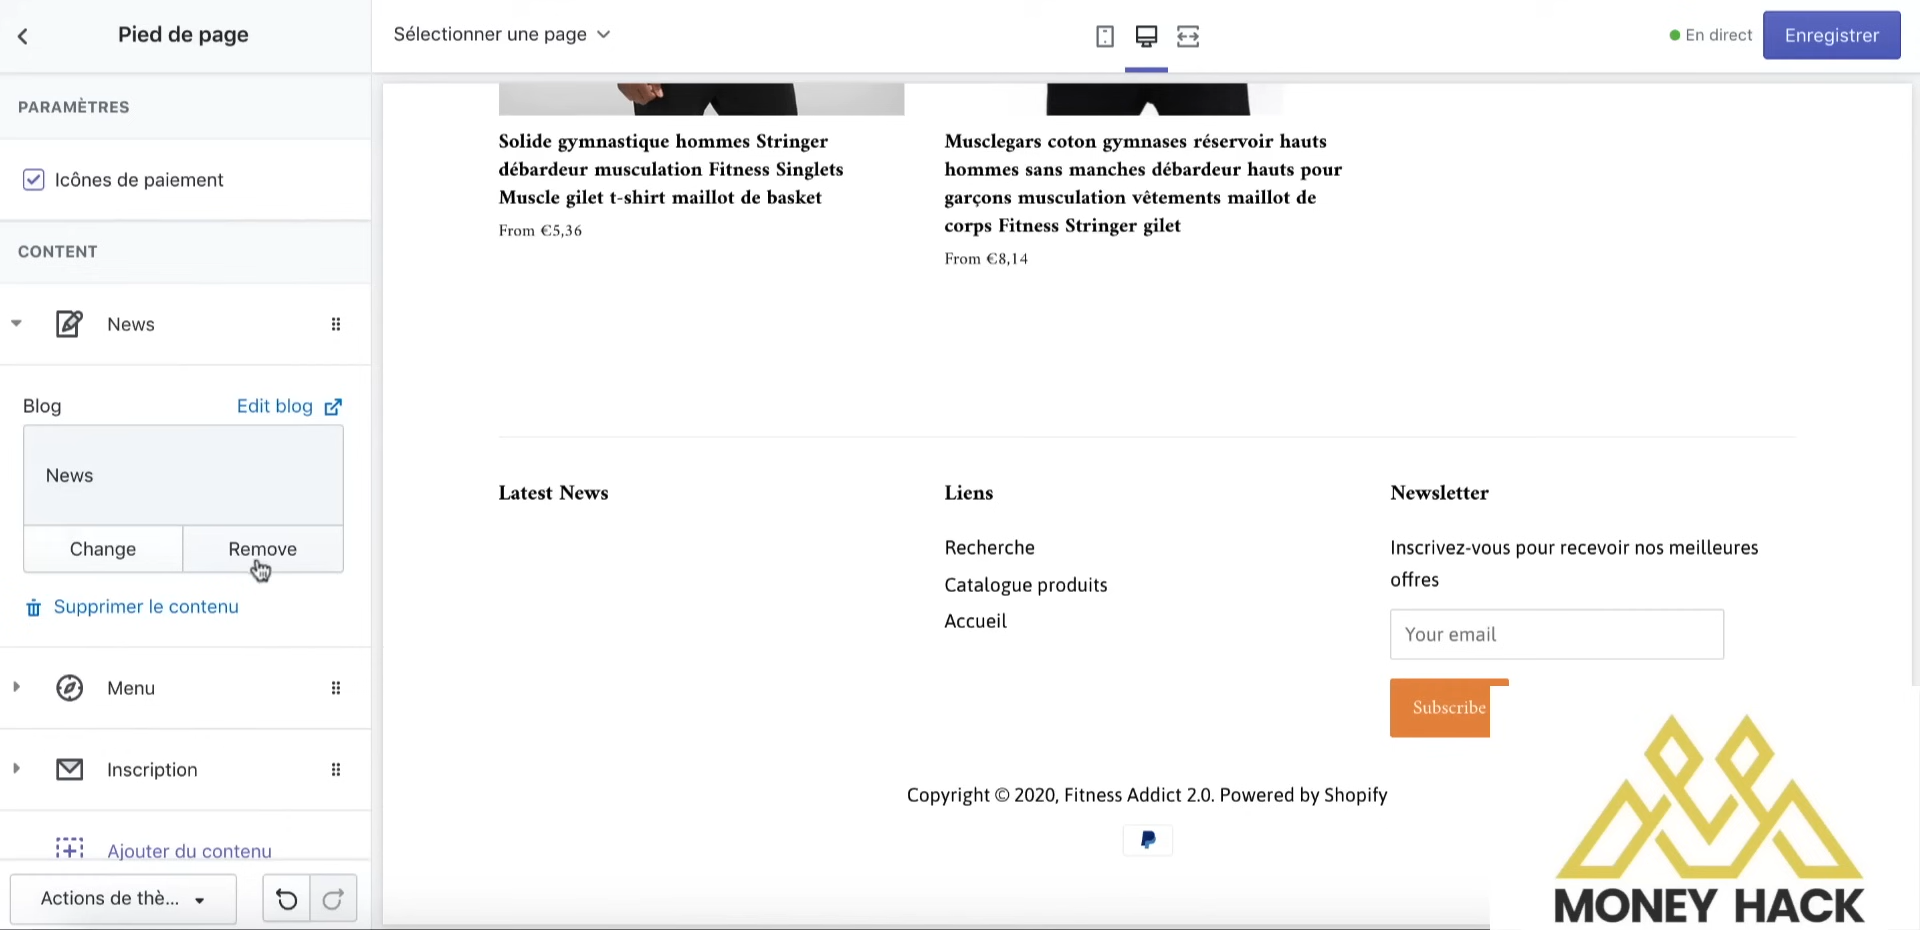 Pied de page
Sélectionner une page
En direct
Enregistrer
PARAMÈTRES
Icônes de paiement
CONTENT
News
Blog
Edit blog
News
Change
Remove
Supprimer le contenu
Menu
Inscription
Ajouter du contenu
Actions de thè...
Solide gymnastique hommes Stringer
débardeur musculation Fitness Singlets
Muscle gilet t-shirt maillot de basket
From €5,36
Musclegars coton gymnases réservoir hauts
hommes sans manches débardeur hauts pour
garçons musculation vêtements maillot de
corps Fitness Stringer gilet
From €8,14
Latest News
Liens
Recherche
Catalogue produits
Accueil
Newsletter
Inscrivez-vous pour recevoir nos meilleures
offres
Your email
Subscribe
Copyright © 2020, Fitness Addict 2.0. Powered by Shopify
MONEY HACK